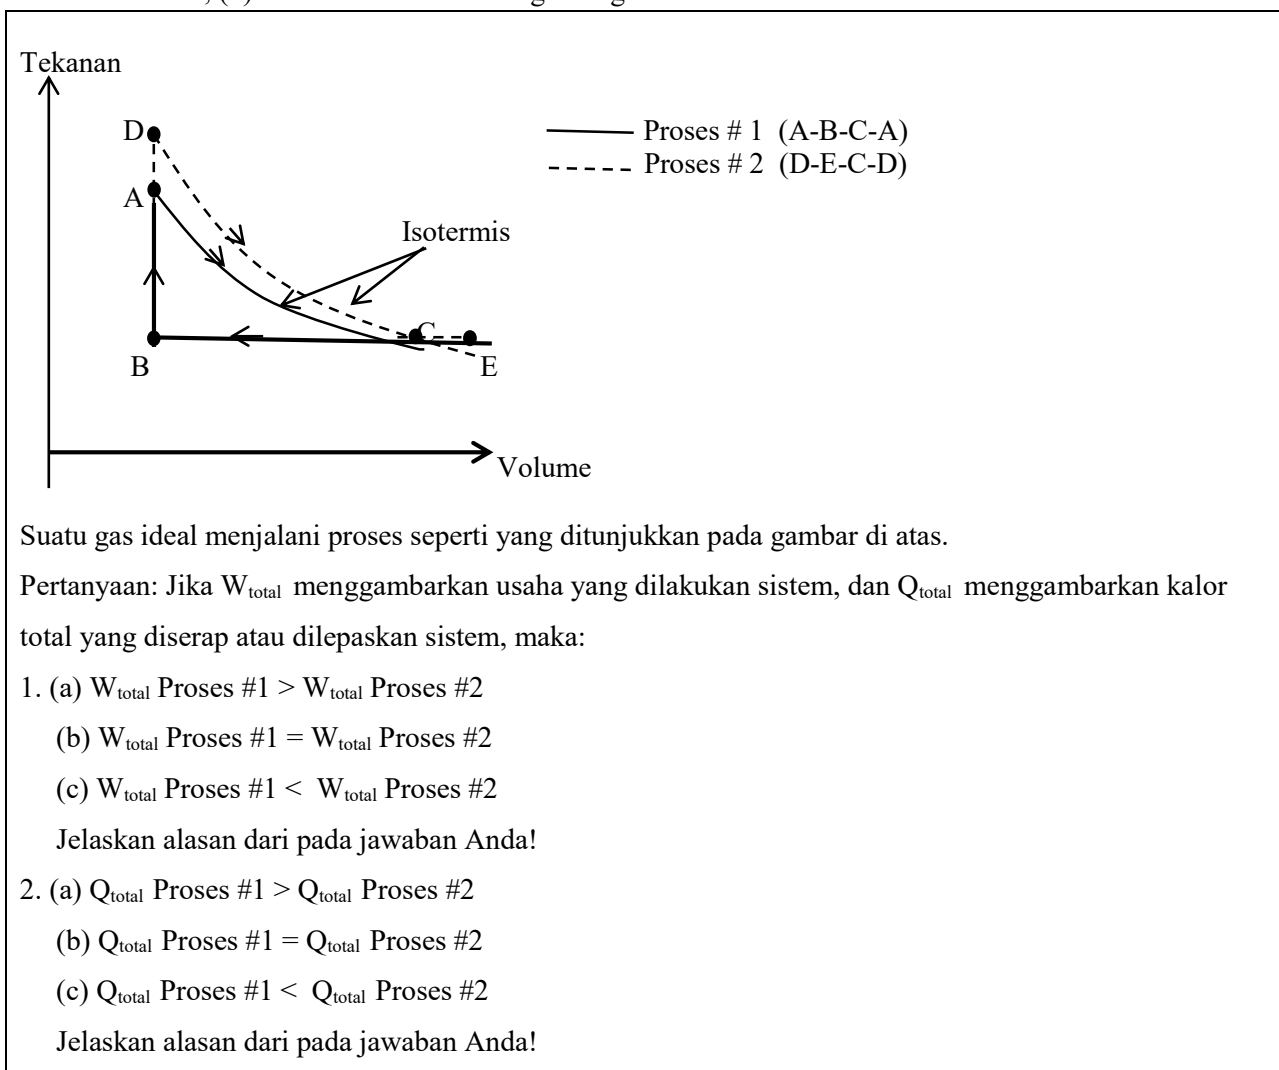 Tekanan
D
Proses # 1 (A-B-C-A)
Proses # 2 (D-E-C-D)
A
Isotermis
C
B
E
Volume
Suatu gas ideal menjalani proses seperti yang ditunjukkan pada gambar di atas.
Pertanyaan: Jika Wtotal menggambarkan usaha yang dilakukan sistem, dan Qtotal menggambarkan kalor
total yang diserap atau dilepaskan sistem, maka:
1. (a) Wtotal Proses #1 > Wtotal Proses #2
(b) Wtotal Proses #1 = Wtotal Proses #2
(c) Wtotal Proses #1 < Wtotal Proses #2
Jelaskan alasan dari pada jawaban Anda!
2. (a) Qtotal Proses #1 > Qtotal Proses #2
(b) Qtotal Proses #1 = Qtotal Proses #2
(c) Qtotal Proses #1 < Qtotal Proses #2
Jelaskan alasan dari pada jawaban Anda!